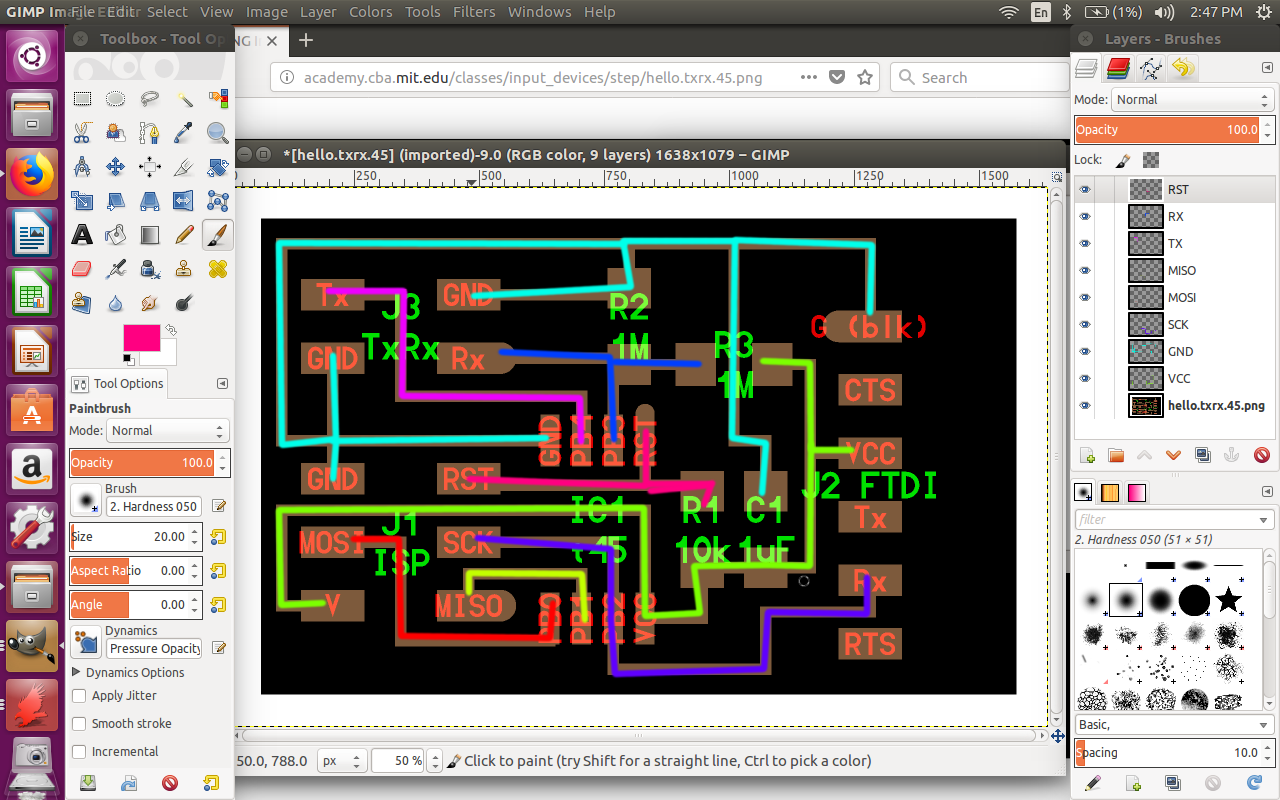 GIMP Im File Edit Select View Image Layer Colors Tools Filters Windows Help
En (1%) 2:47 PM
Toolbox - Tool Op
Layers - Brushes
academy.cba.mit.edu/classes/input_devices/step/hello.txrx.45.png
Search
*[hello.txrx.45] (imported)-9.0 (RGB color, 9 layers) 1638x1079 – GIMP
0 250 500 750 1000 1250 1500
Mode: Normal
Opacity 100.0
Lock:
RST
RX
TX
MISO
MOSI
SCK
GND
VCC
hello.txrx.45.png
filter
2. Hardness 050 (51 × 51)
Basic,
Spacing 10.0
Tool Options
Paintbrush
Mode: Normal
Opacity 100.0
Brush
2. Hardness 050
Size 20.00
Aspect Ratio 0.00
Angle 0.00
Dynamics
Pressure Opacity
Dynamics Options
Apply Jitter
Smooth stroke
Incremental
Tx
J3
TxRx
GND
R2
1M
G (blk)
GND
Rx
R3
1M
CTS
GND
PB2
RST
VCC
GND
RST
J2 FTDI
IC1
t45
R1
10k
C1
1uF
Tx
MOSI
J1
ISP
SCK
Rx
V
MISO
PB1
PB2
VCC
RTS
50.0, 788.0 px 50 % Click to paint (try Shift for a straight line, Ctrl to pick a color)